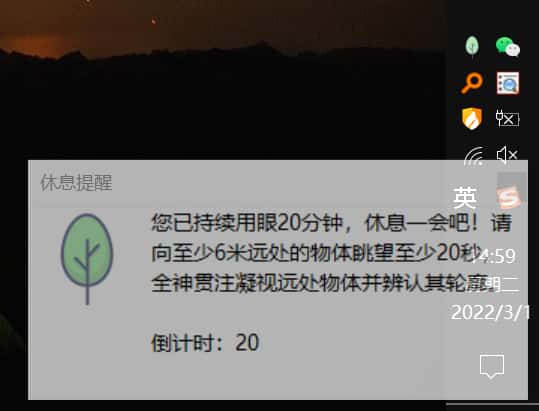 休息提醒
您已持续用眼20分钟，休息一会吧！请
向至少6米远处的物体眺望至少20秒，
全神贯注凝视远处物体并辨认其轮廓。
倒计时：20
英
14:59
星期二
2022/3/1